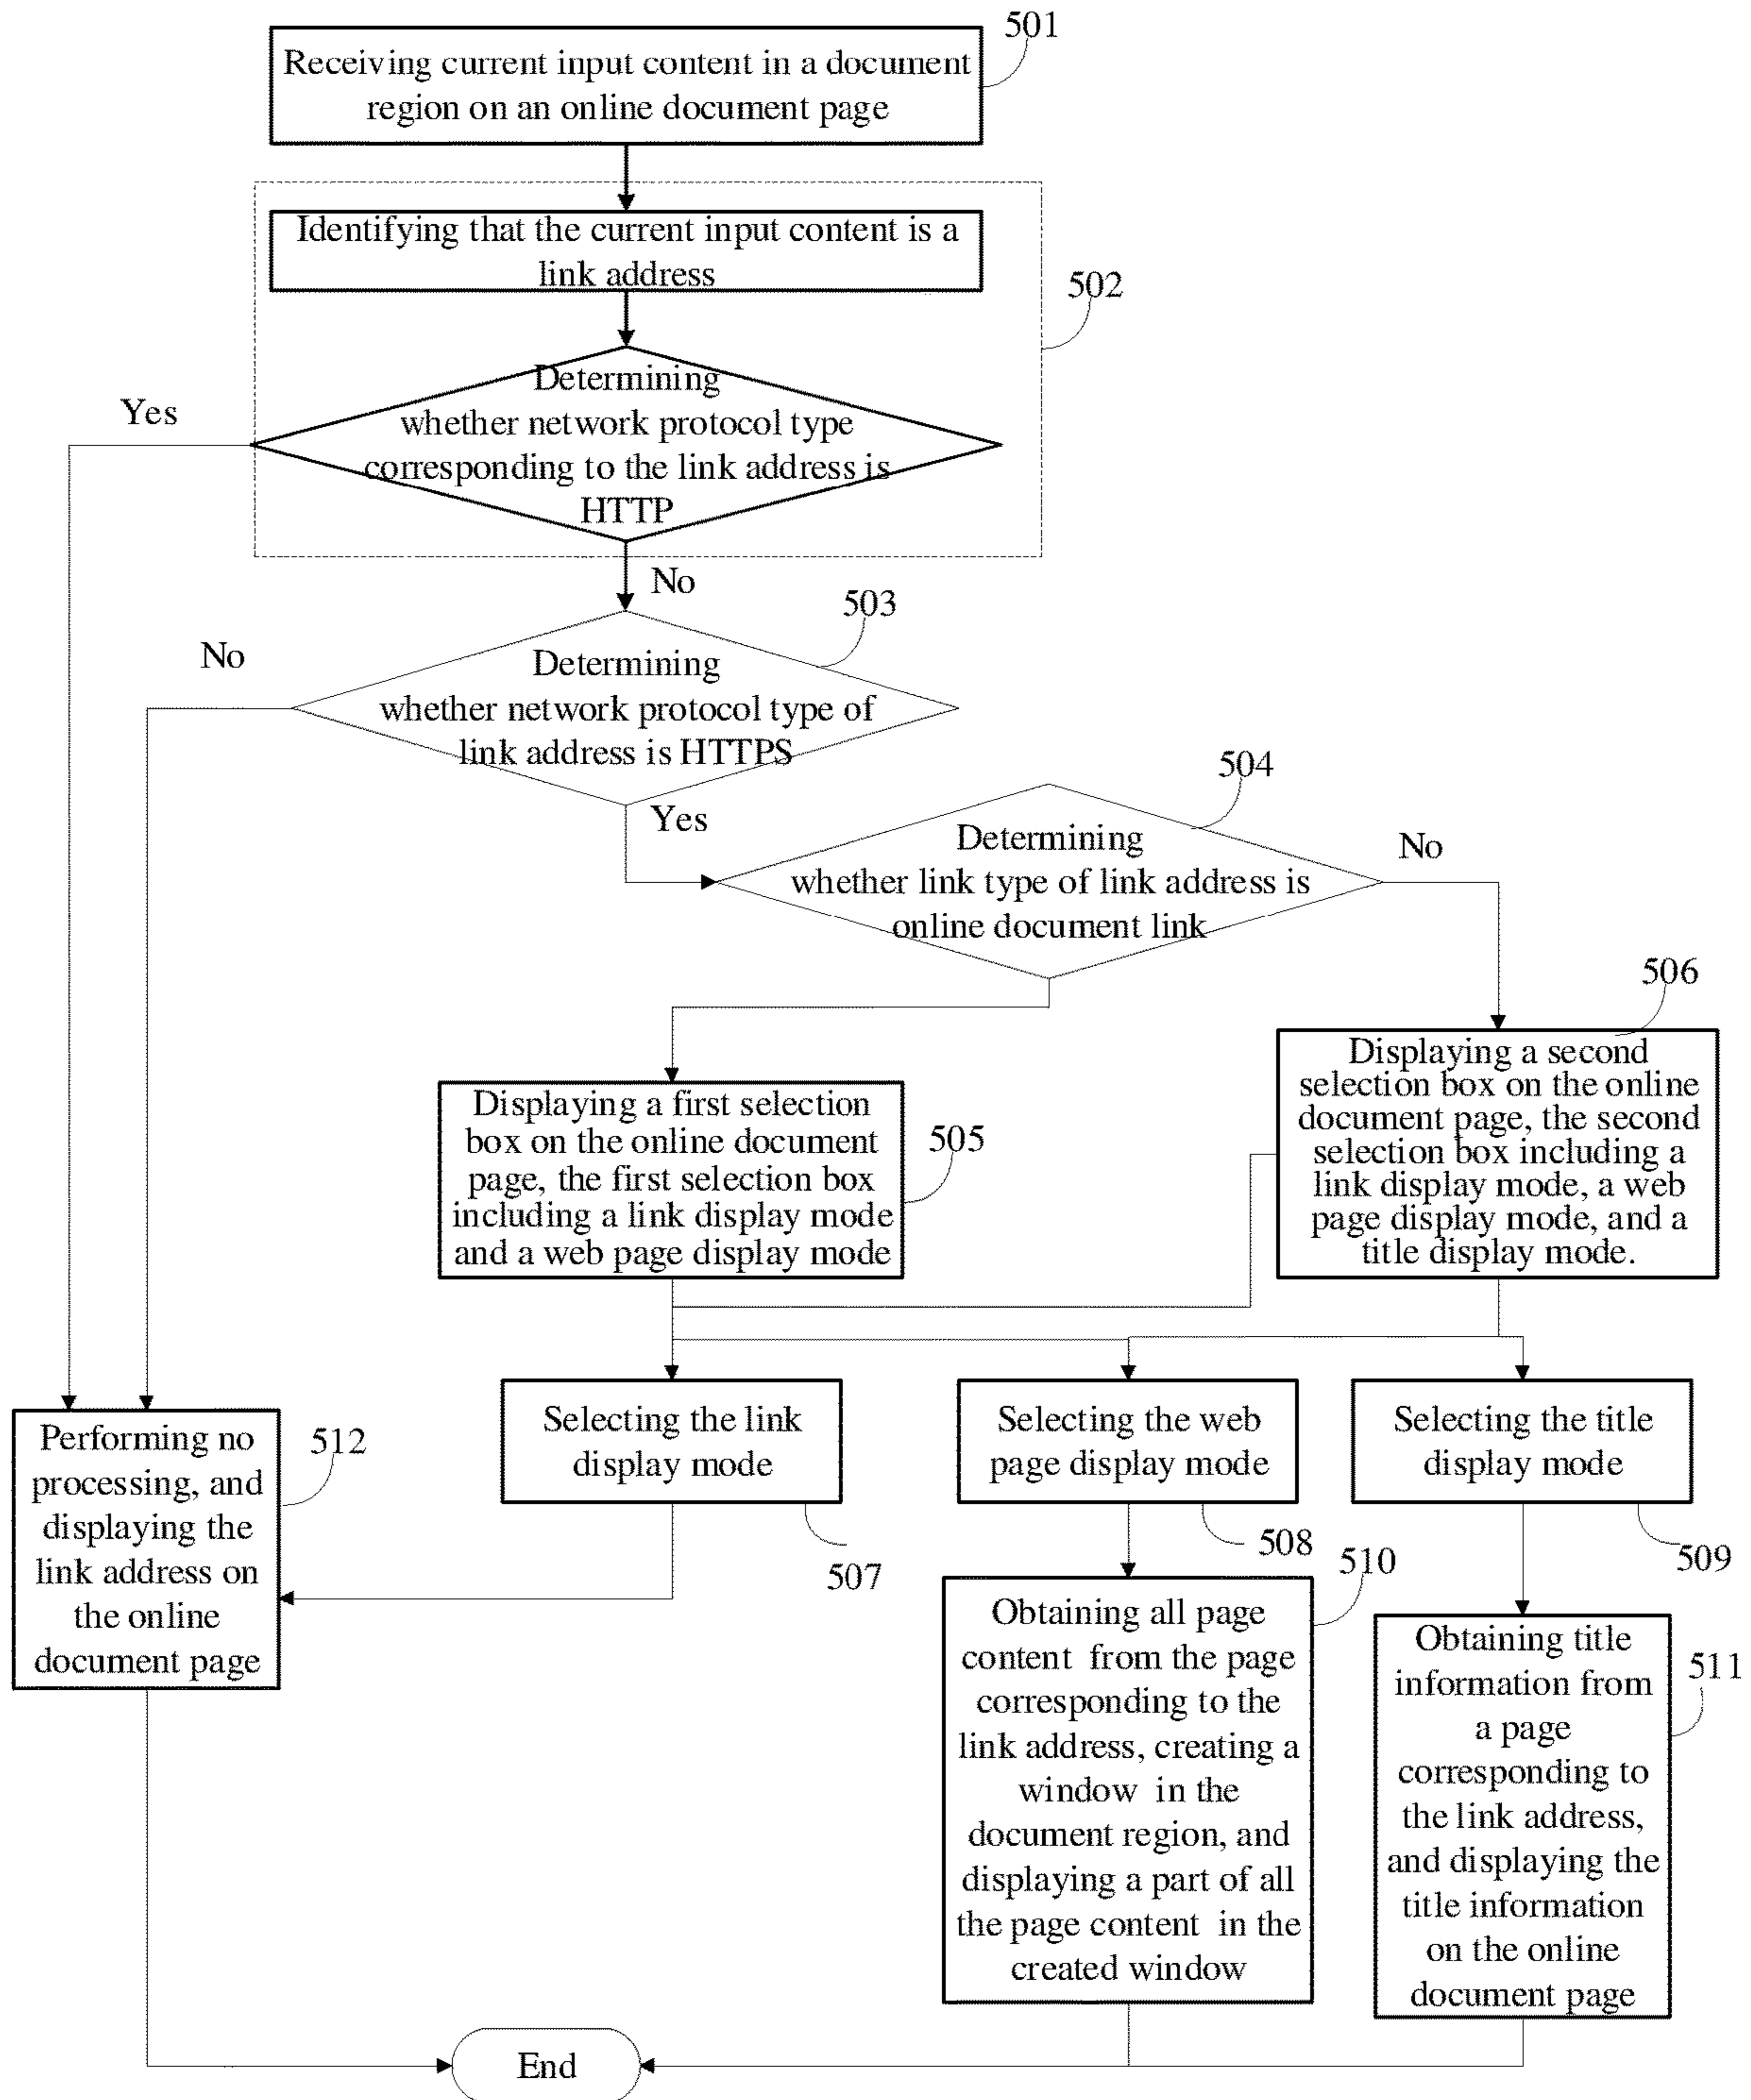 501
Receiving current input content in a document
region on an online document page
Identifying that the current input content is a
link address
502
Determining
whether network protocol type
corresponding to the link address is
HTTP
Yes
No
503
No
Determining
whether network protocol type of
link address is HTTPS
Yes
504
Determining
whether link type of link address is
online document link
No
506
Displaying a first selection
box on the online document
page, the first selection box
including a link display mode
and a web page display mode
505
Displaying a second
selection box on the online
document page, the second
selection box including a
link display mode, a web
page display mode, and a
title display mode.
Performing no
processing, and
displaying the
link address on
the online
document page
512
Selecting the link
display mode
507
Selecting the web
page display mode
508
Selecting the title
display mode
509
510
Obtaining all page
content from the page
corresponding to the
link address, creating a
window in the
document region, and
displaying a part of all
the page content in the
created window
Obtaining title
information from
a page
corresponding to
the link address,
and displaying the
title information
on the online
document page
511
End